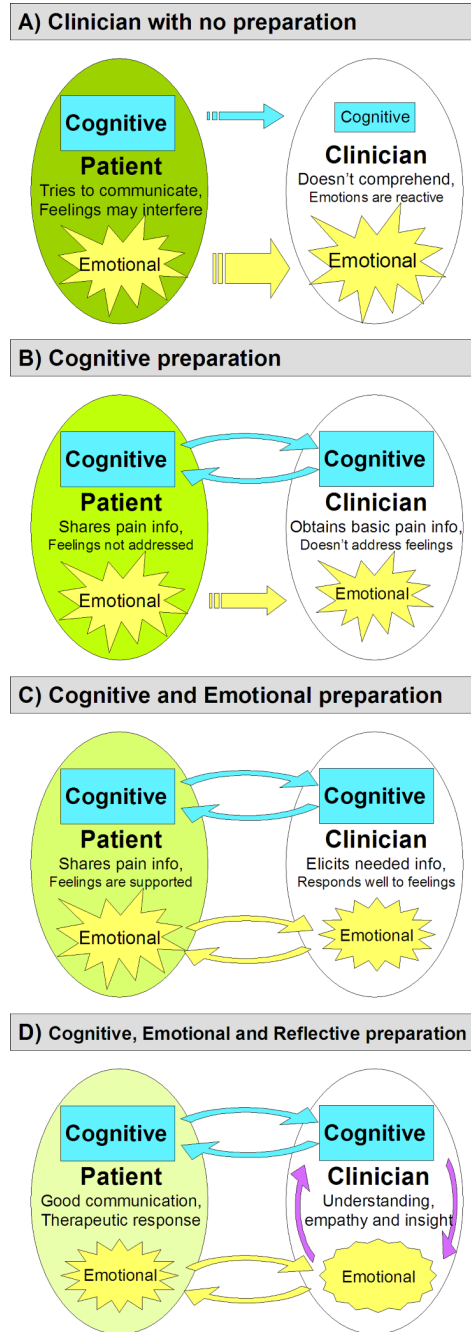 A) Clinician with no preparation
Cognitive
Cognitive
Patient
Clinician
Tries to communicate,
Feelings may interfere
Doesn't comprehend,
Emotions are reactive
Emotional
Emotional
B) Cognitive preparation
Cognitive
Cognitive
Patient
Clinician
Shares pain info,
Feelings not addressed
Obtains basic pain info,
Doesn't address feelings
Emotional
Emotional
C) Cognitive and Emotional preparation
Cognitive
Cognitive
Patient
Clinician
Shares pain info,
Feelings are supported
Elicits needed info,
Responds well to feelings
Emotional
Emotional
D) Cognitive, Emotional and Reflective preparation
Cognitive
Cognitive
Patient
Clinician
Good communication,
Therapeutic response
Understanding,
empathy and insight
Emotional
Emotional